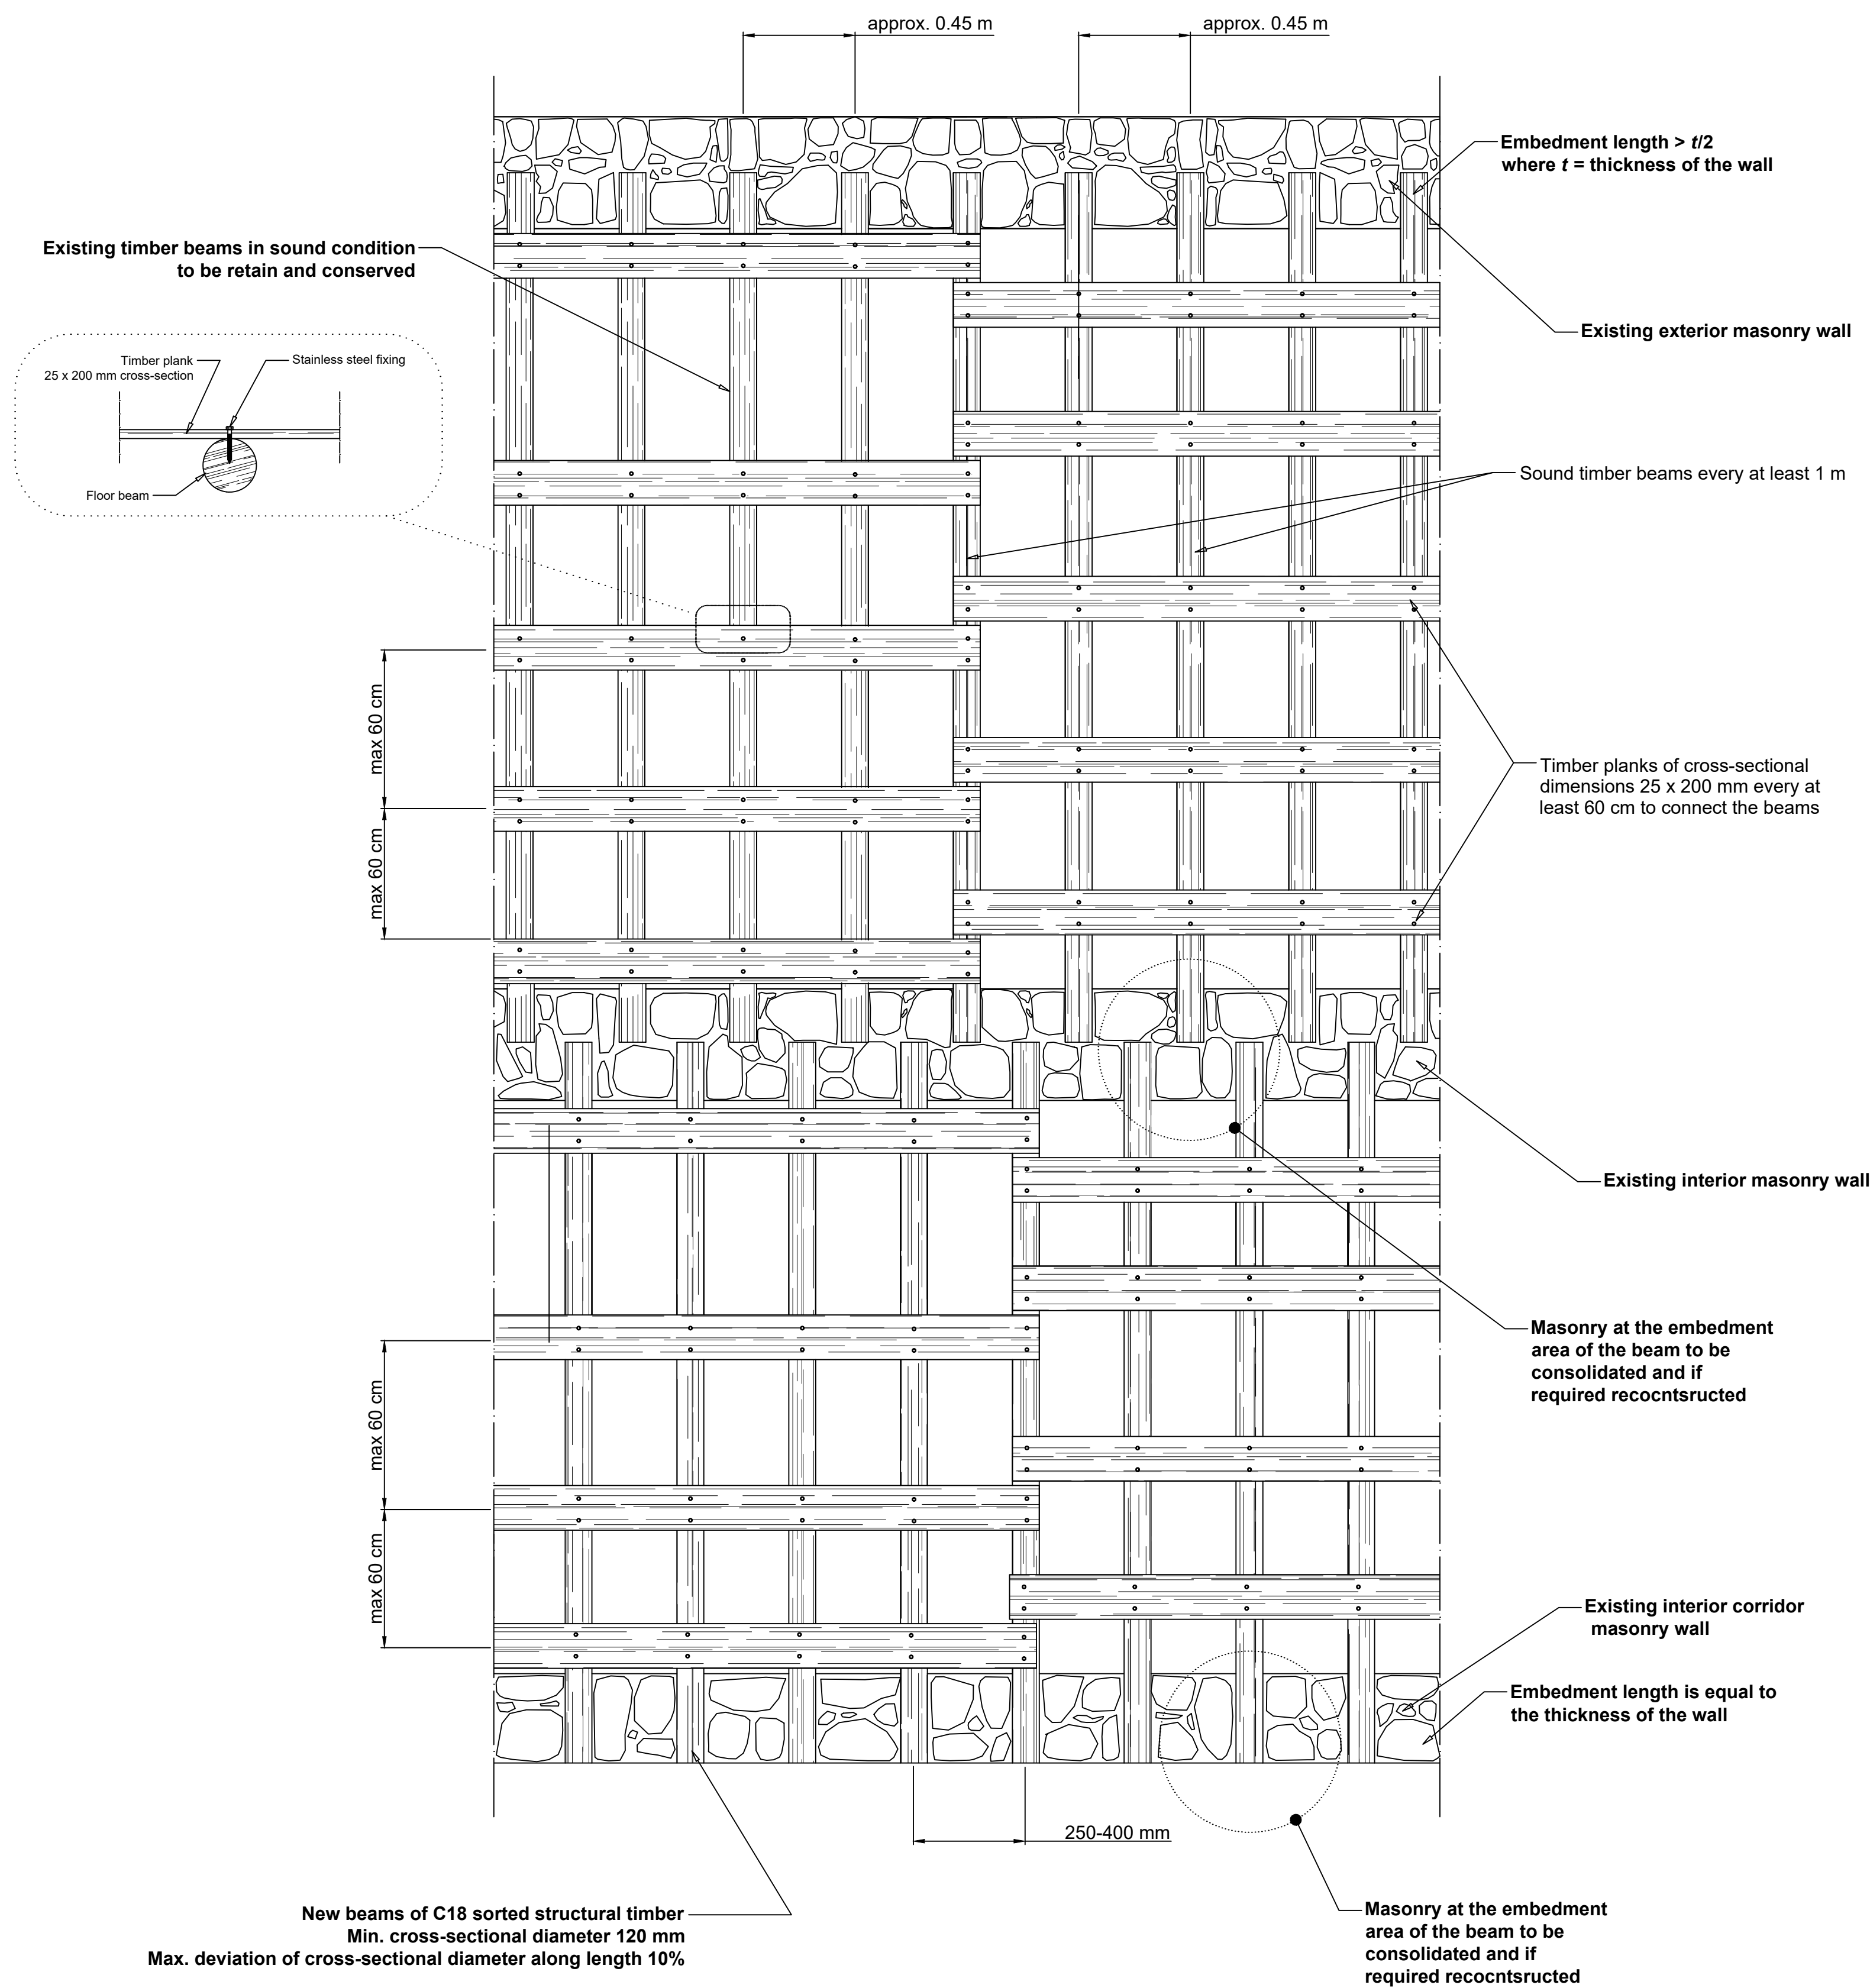 approx. 0.45 m
approx. 0.45 m
Embedment length > t/2
where t = thickness of the wall
Existing timber beams in sound condition
to be retain and conserved
Existing exterior masonry wall
Timber plank
25 x 200 mm cross-section
Stainless steel fixing
Floor beam
Sound timber beams every at least 1 m
max 60 cm
max 60 cm
Timber planks of cross-sectional
dimensions 25 x 200 mm every at
least 60 cm to connect the beams
Existing interior masonry wall
Masonry at the embedment
area of the beam to be
consolidated and if
required recocntsructed
max 60 cm
max 60 cm
Existing interior corridor
masonry wall
Embedment length is equal to
the thickness of the wall
250-400 mm
New beams of C18 sorted structural timber
Min. cross-sectional diameter 120 mm
Max. deviation of cross-sectional diameter along length 10%
Masonry at the embedment
area of the beam to be
consolidated and if
required recocntsructed